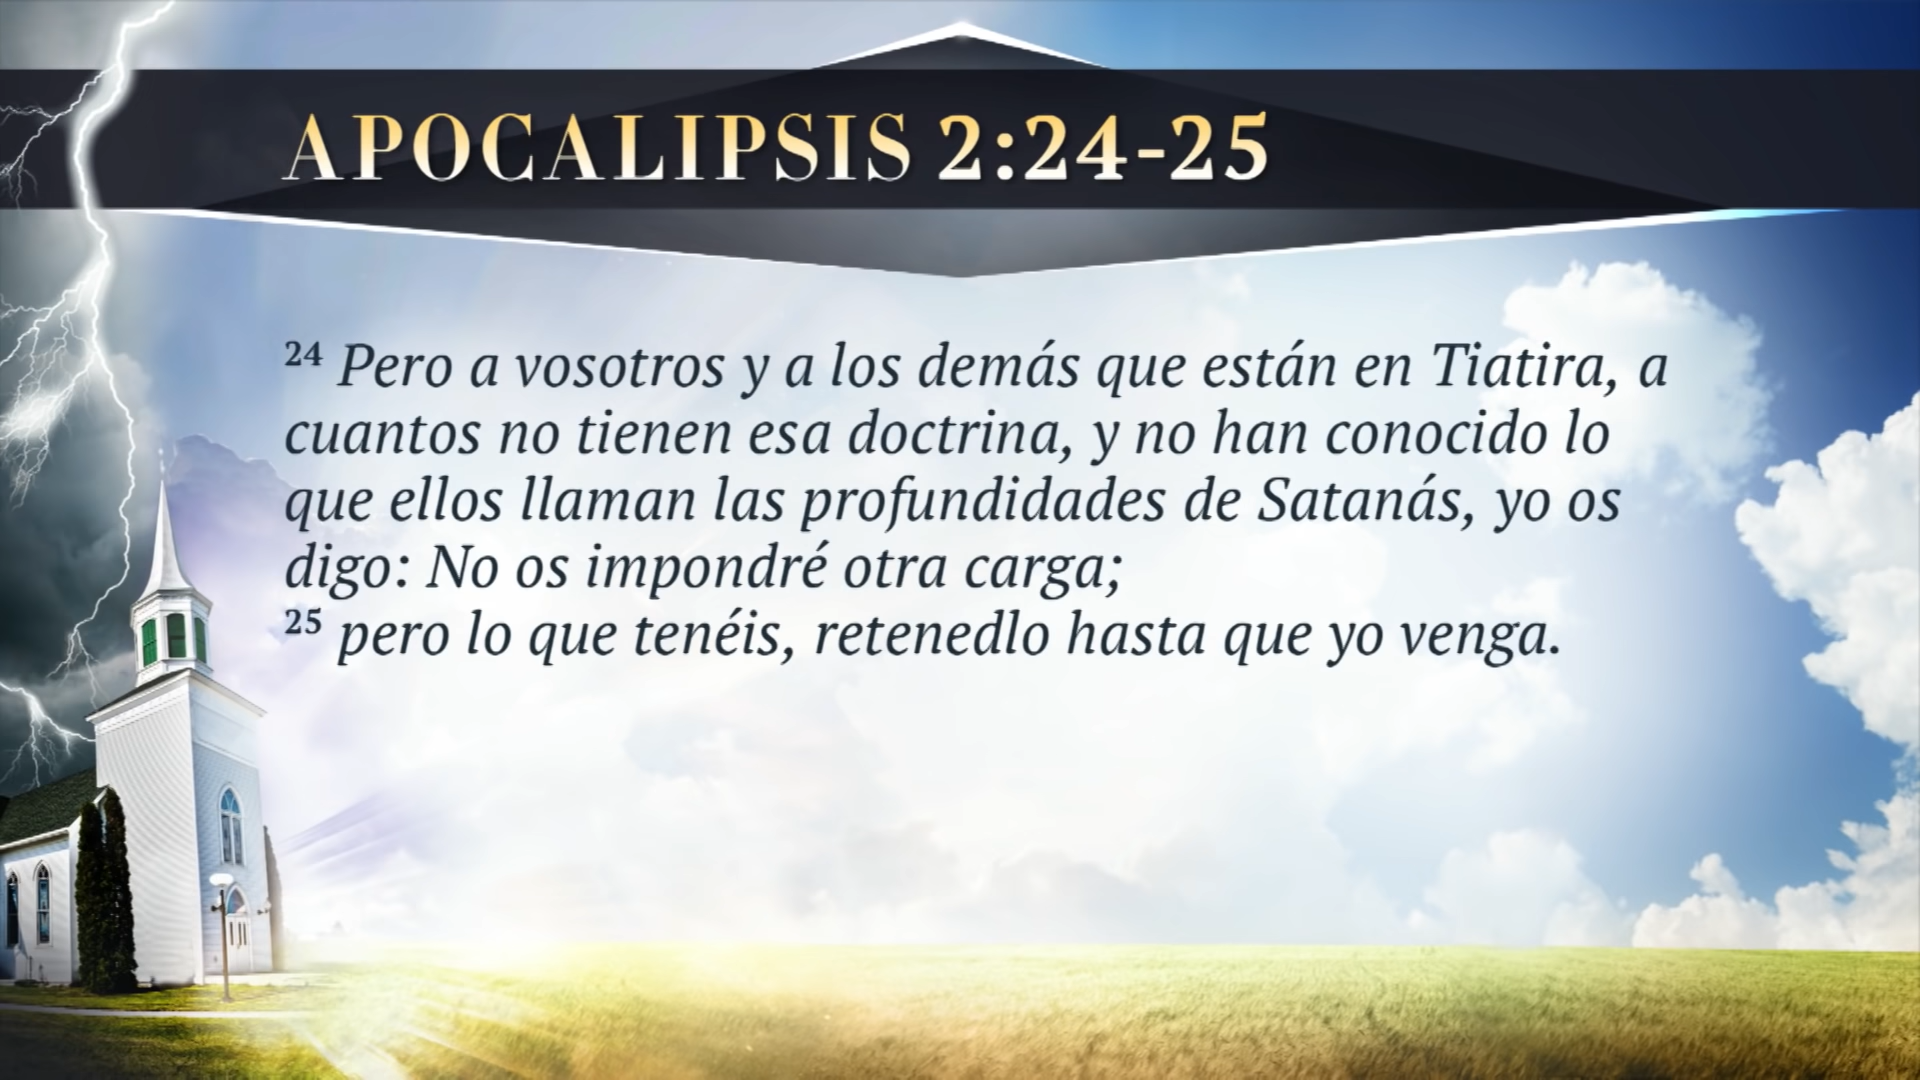 APOCALIPSIS 2:24-25
24 Pero a vosotros y a los demás que están en Tiatira, a
cuantos no tienen esa doctrina, y no han conocido lo
que ellos llaman las profundidades de Satanás, yo os
digo: No os impondré otra carga;
25 pero lo que tenéis, retenedlo hasta que yo venga.